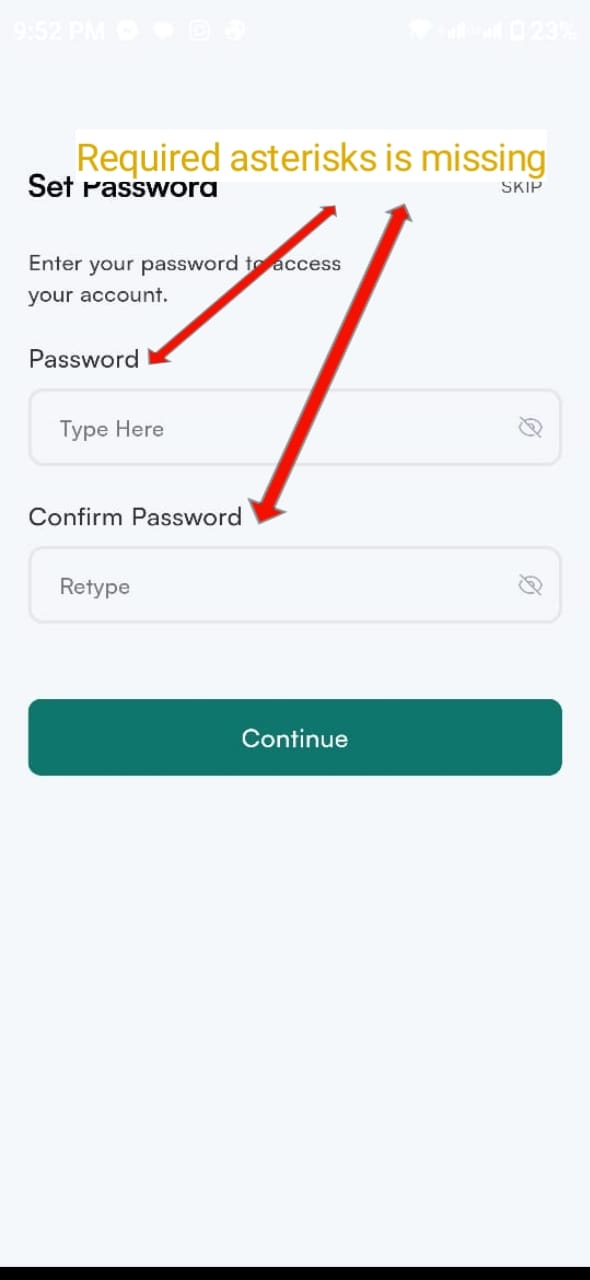 9:52 PM 23%
Required asterisks is missing
Set Password
SKIP
Enter your password to access
your account.
Password
Type Here
Confirm Password
Retype
Continue